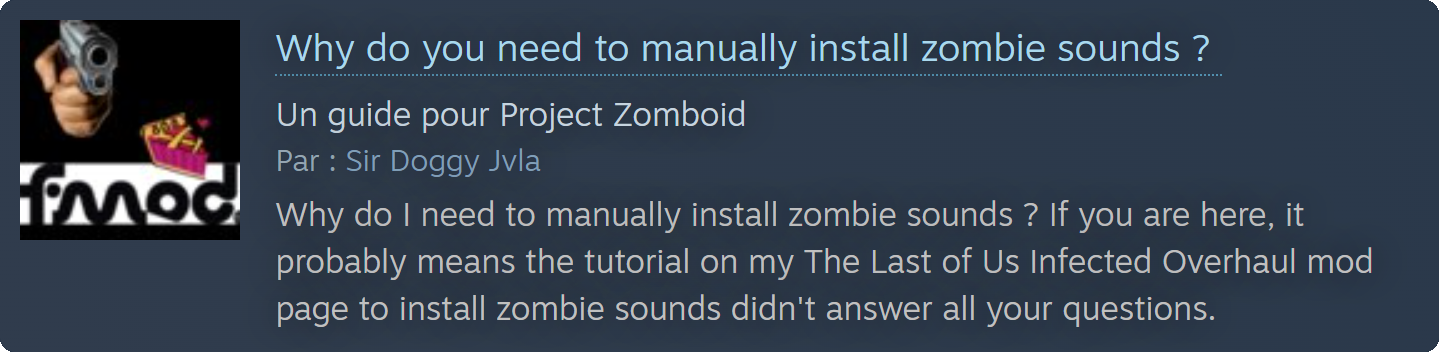 Why do you need to manually install zombie sounds ?
Un guide pour Project Zomboid
Par : Sir Doggy Jvla
Why do I need to manually install zombie sounds ? If you are here, it
probably means the tutorial on my The Last of Us Infected Overhaul mod
page to install zombie sounds didn't answer all your questions.
fmod